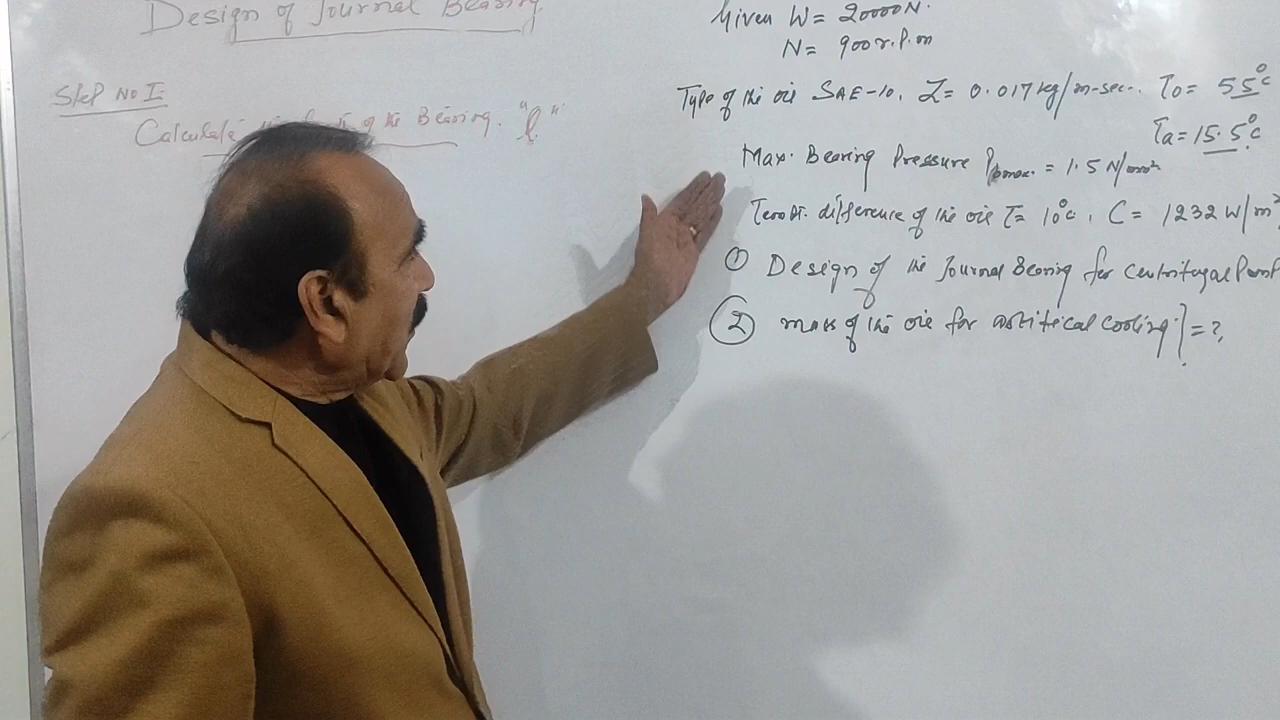 Design of Journal Bearing.
Step No I:
Calculate the of the Bearing. "l"
Given W = 20000N.
N = 900 r.p.m
Type of the oil SAE-10, Z = 0.017 kg/m-sec. To = 55°c
Ta = 15.5°c
Max. Bearing Pressure Pbmax. = 1.5 N/mm²
Temp. difference of the oil T = 10°c, C = 1232 W/m²
① Design of the Journal Bearing for centrifugal Pump
② mass of the oil for artificial cooling } = ?